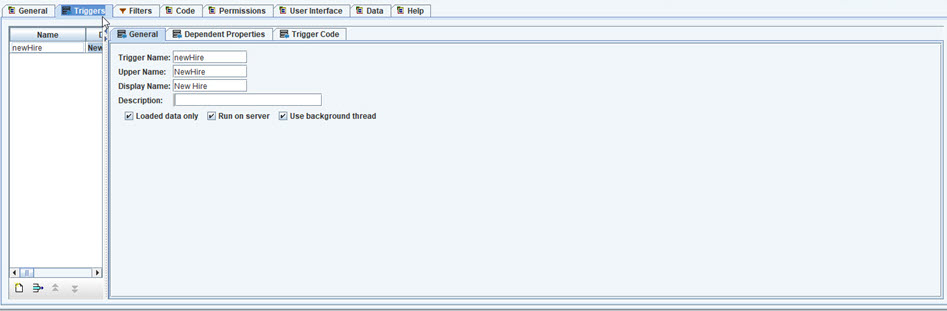 General Triggers Filters Code Permissions User Interface Data Help
Name D
newHire New
General Dependent Properties Trigger Code
Trigger Name: newHire
Upper Name: NewHire
Display Name: New Hire
Description:
Loaded data only Run on server Use background thread